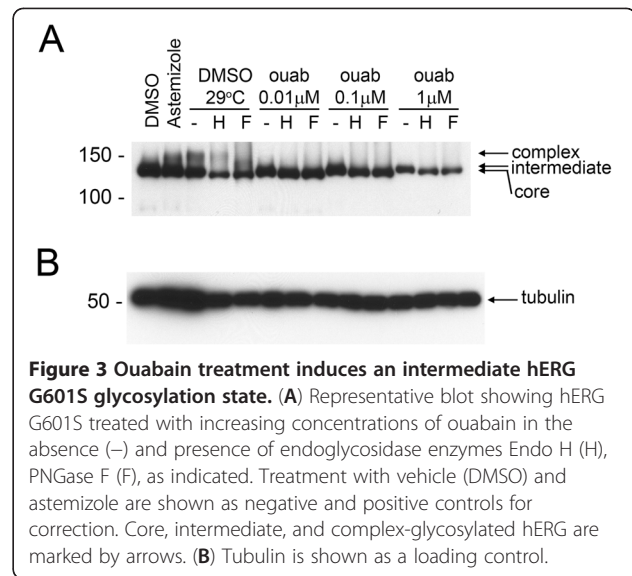 A
DMSO
Astemizole
DMSO
29°C
ouab
0.01µM
ouab
0.1µM
ouab
1µM
- H F - H F - H F - H F
150 -
100 -
complex
intermediate
core
B
50 -
tubulin
Figure 3 Ouabain treatment induces an intermediate hERG
G601S glycosylation state. (A) Representative blot showing hERG
G601S treated with increasing concentrations of ouabain in the
absence (−) and presence of endoglycosidase enzymes Endo H (H),
PNGase F (F), as indicated. Treatment with vehicle (DMSO) and
astemizole are shown as negative and positive controls for
correction. Core, intermediate, and complex-glycosylated hERG are
marked by arrows. (B) Tubulin is shown as a loading control.